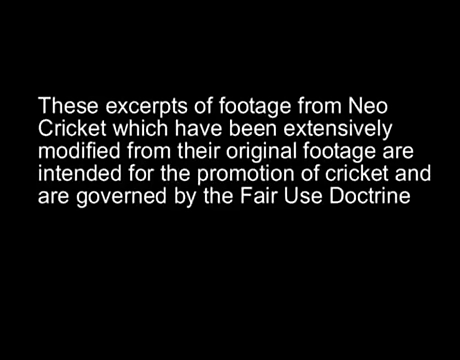 These excerpts of footage from Neo
Cricket which have been extensively
modified from their original footage are
intended for the promotion of cricket and
are governed by the Fair Use Doctrine